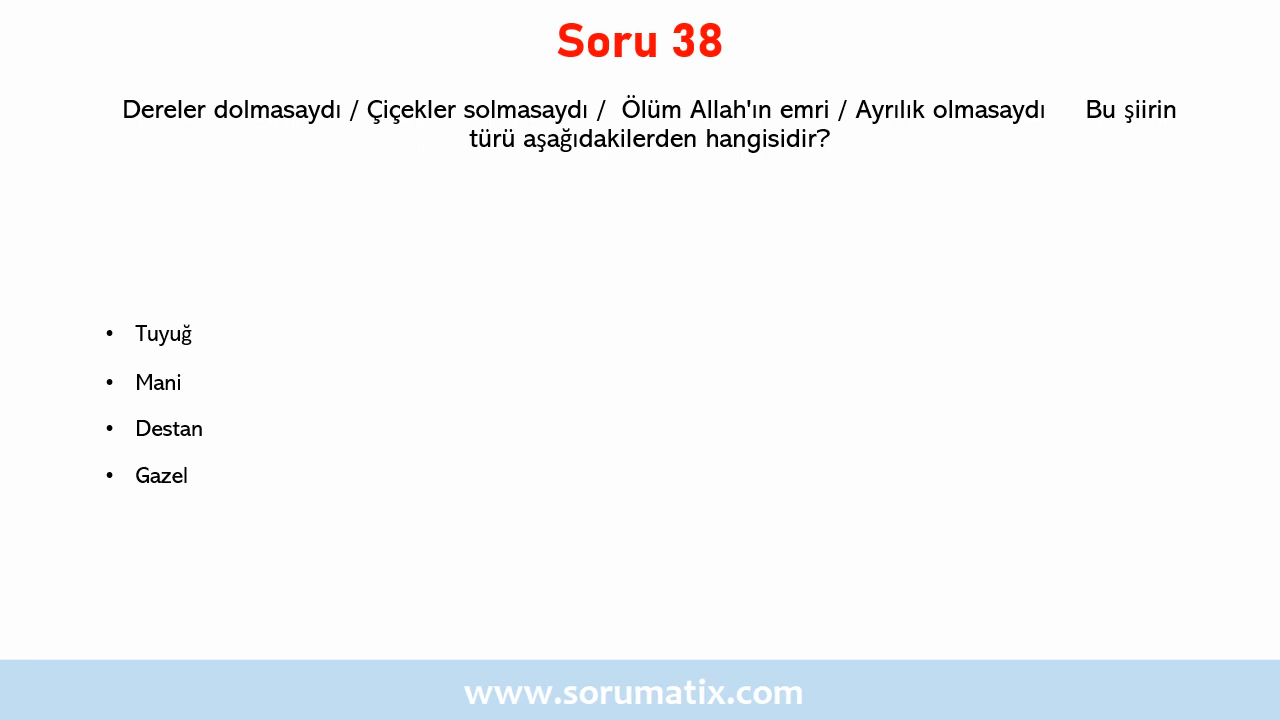 Soru 38
Dereler dolmasaydı / Çiçekler solmasaydı /  Ölüm Allah'ın emri / Ayrılık olmasaydı     Bu şiirin
türü aşağıdakilerden hangisidir?
• Tuyuğ
• Mani
• Destan
• Gazel
www.sorumatix.com